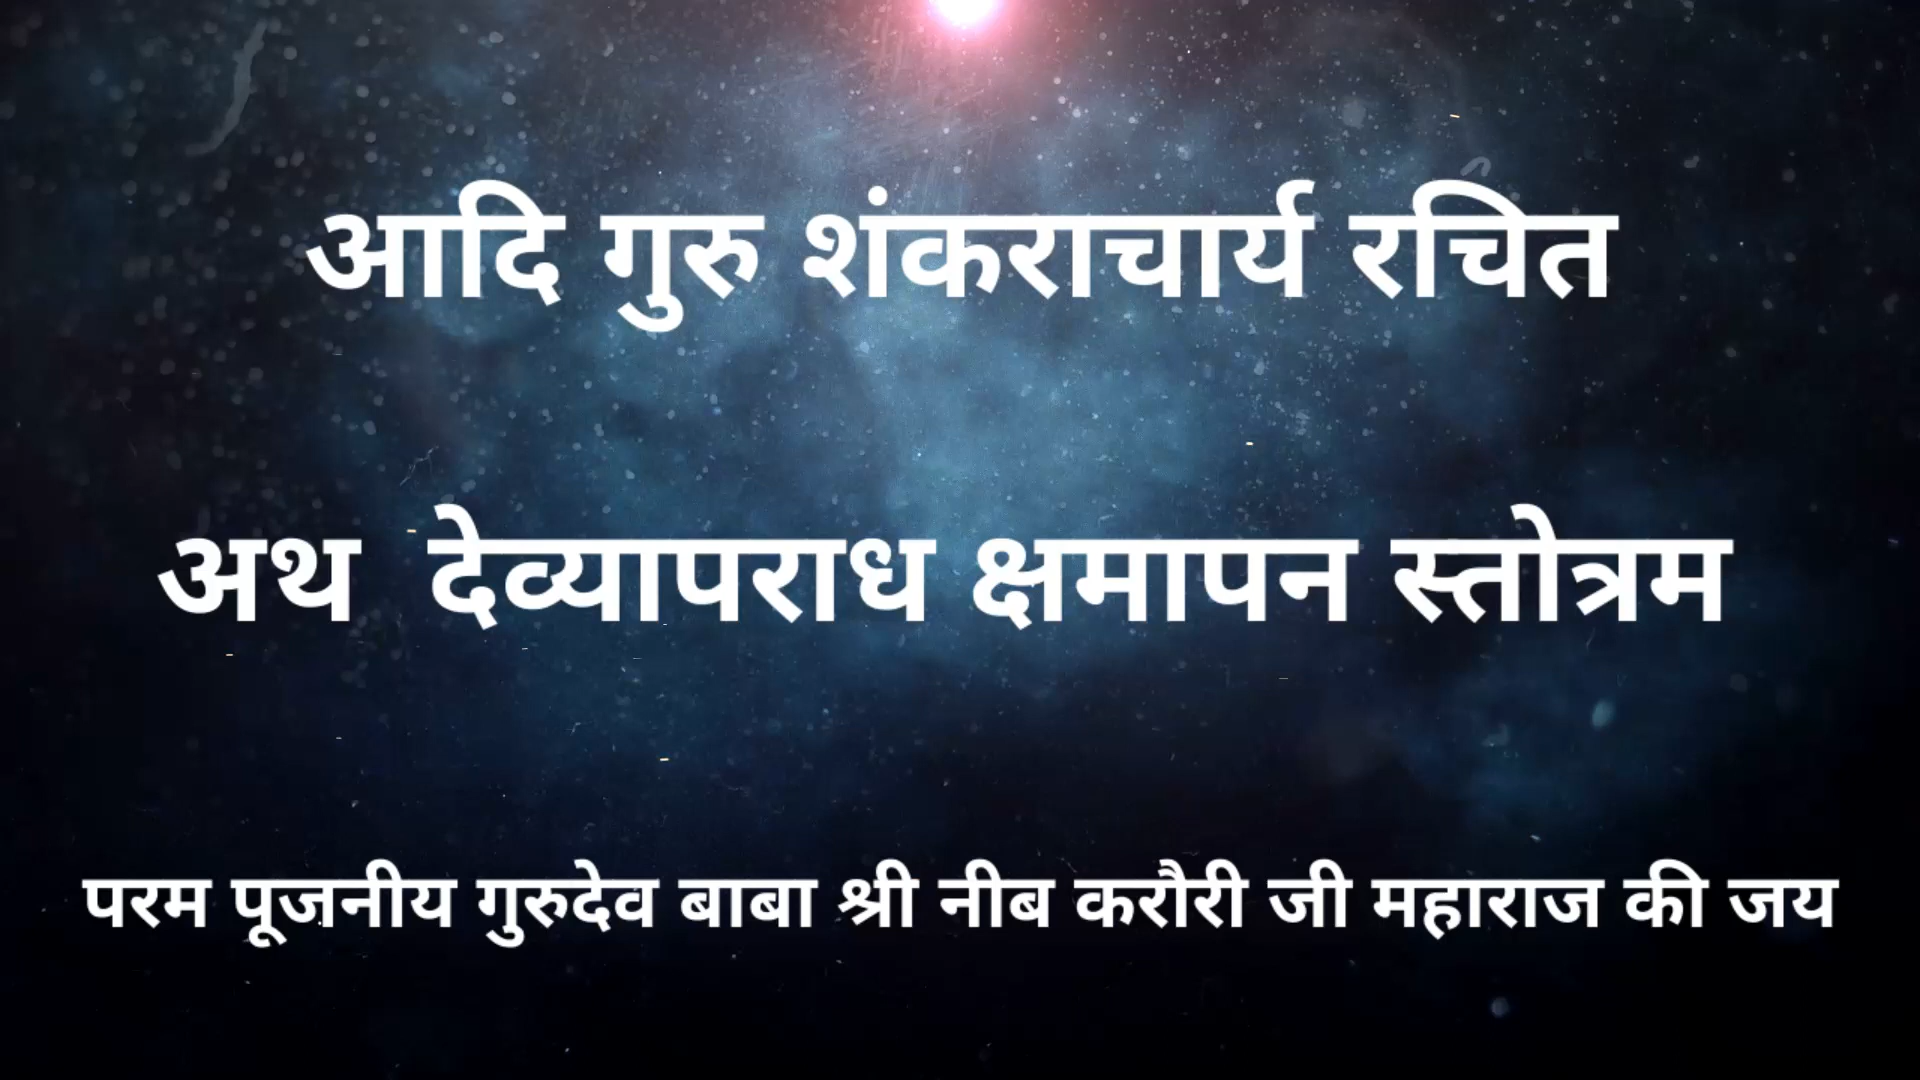 आदि गुरु शंकराचार्य रचित
अथ देव्यापराध क्षमापन स्तोत्रम
परम पूजनीय गुरुदेव बाबा श्री नीब करौरी जी महाराज की जय